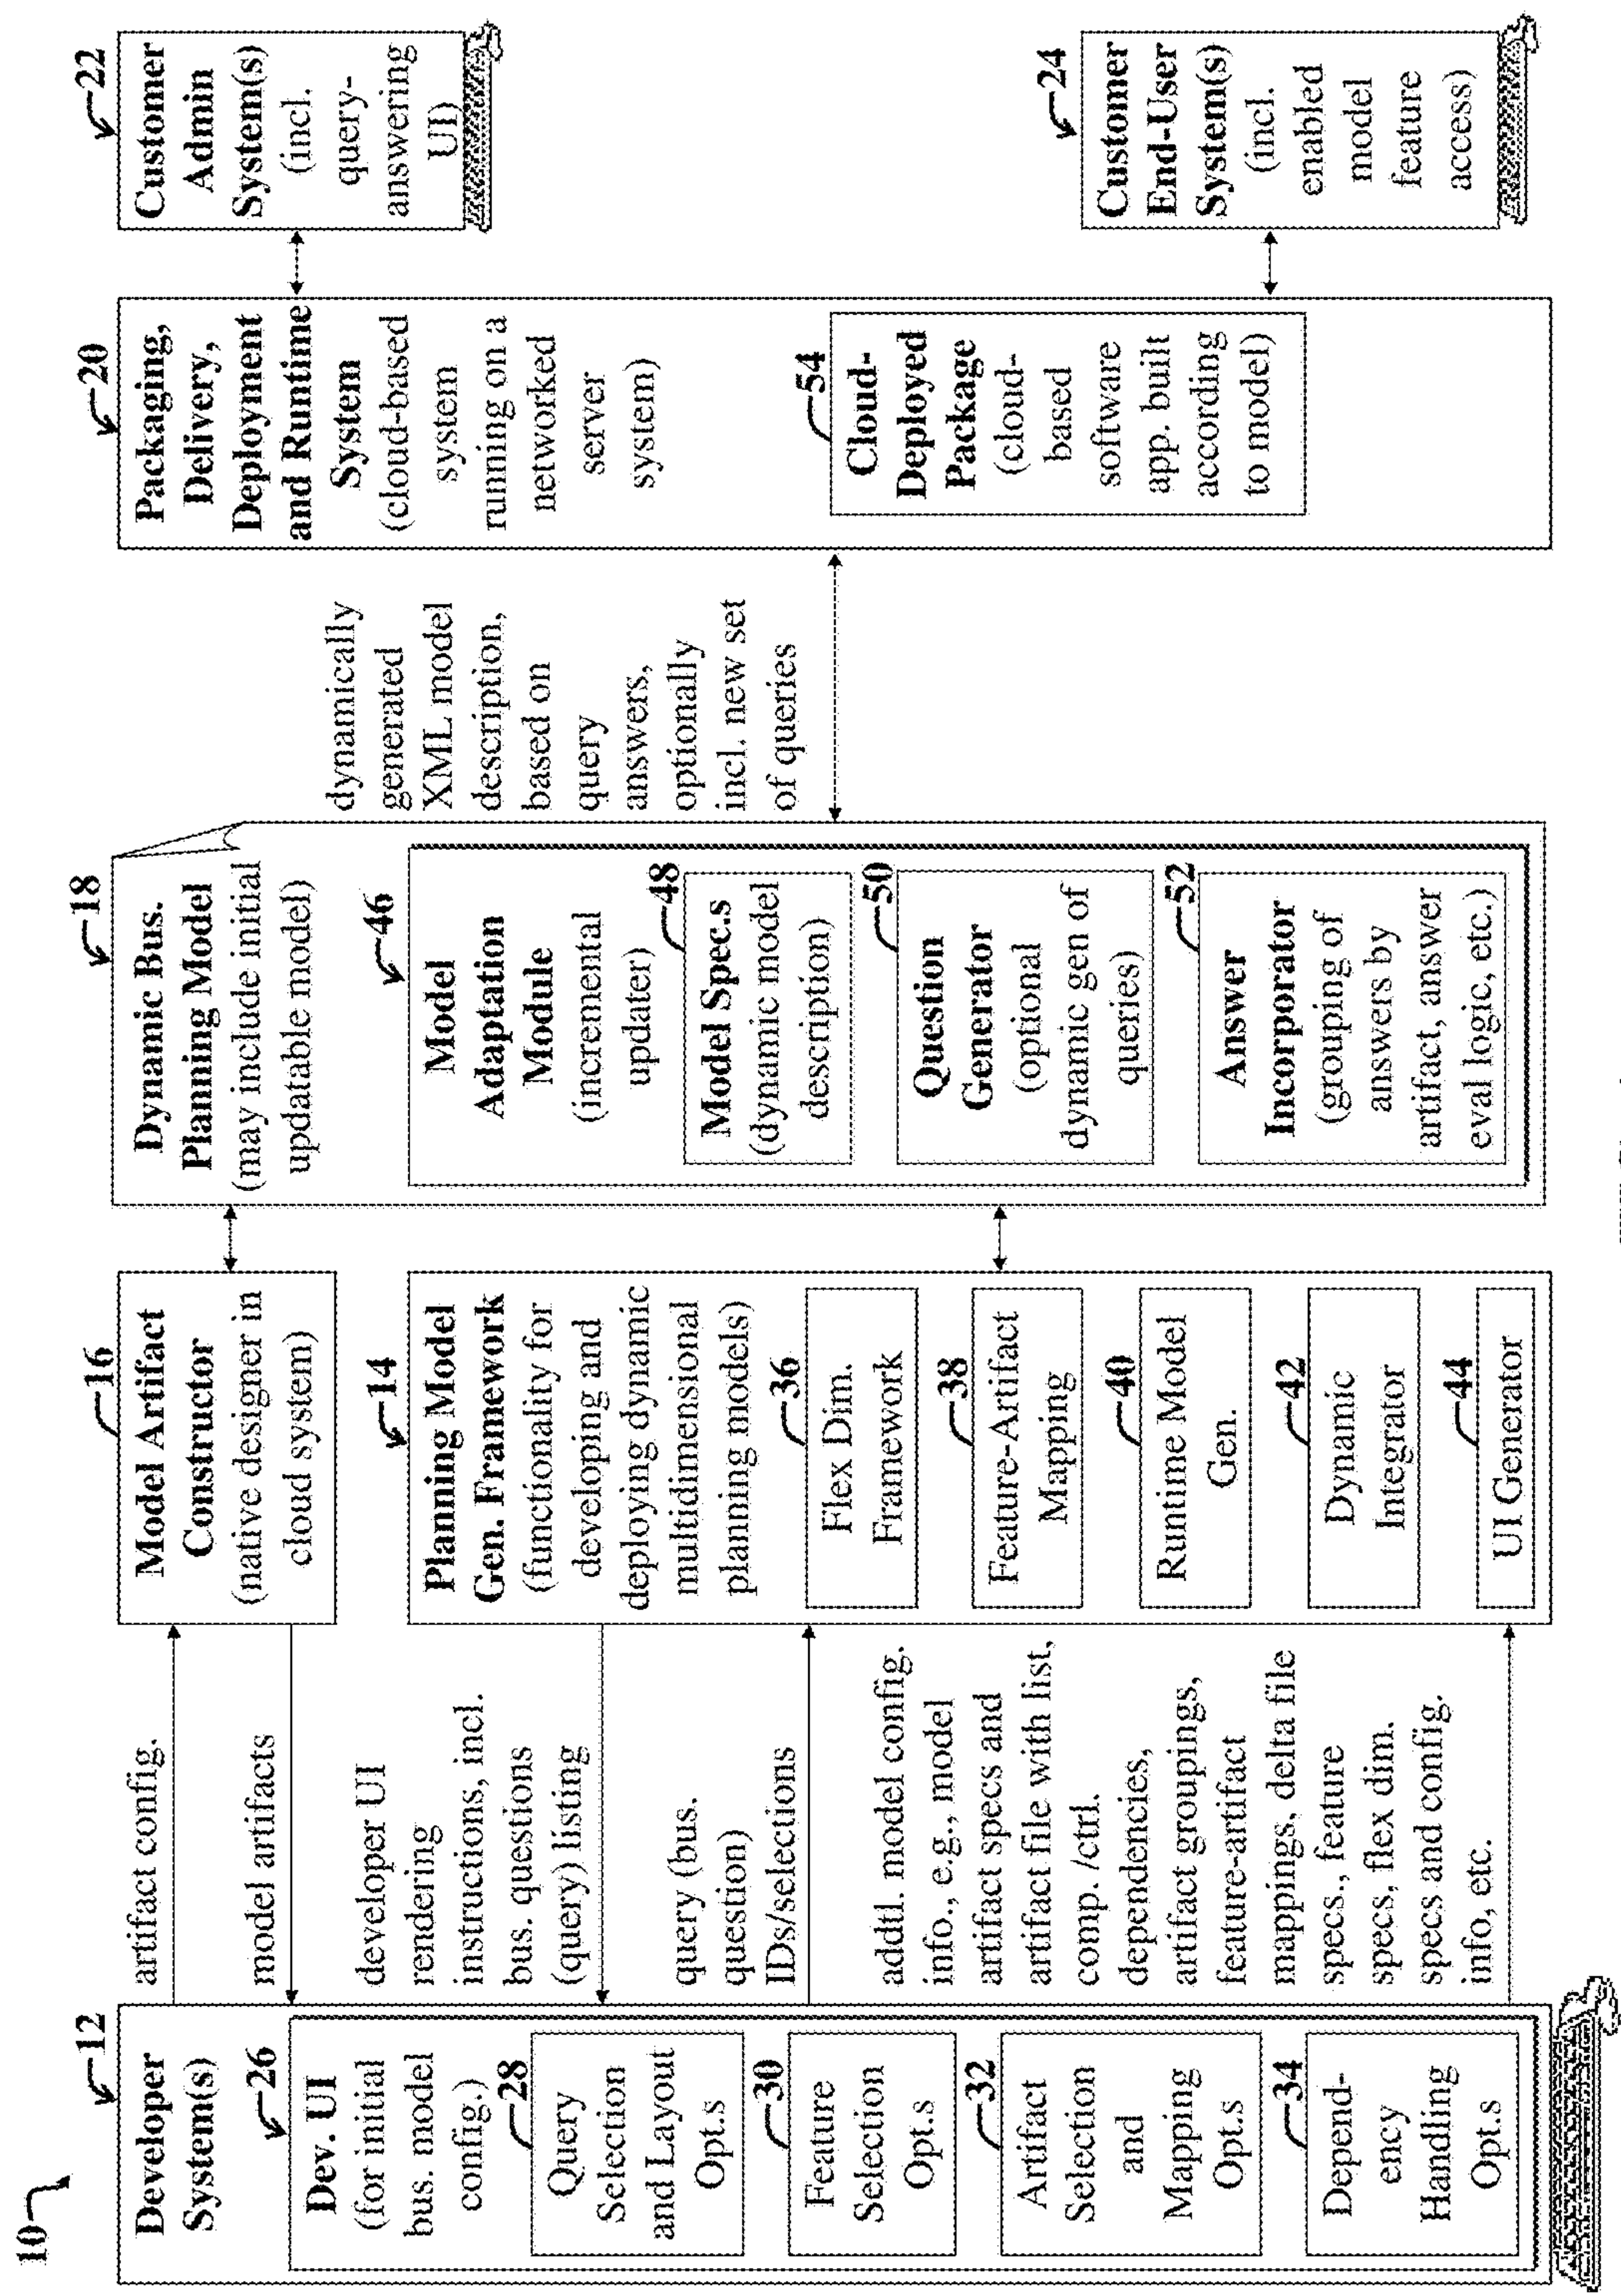 10
12
Developer
System(s)
26
Dev. UI
(for initial
bus. model
config.)
28
Query
Selection
and Layout
Opt.s
30
Feature
Selection
Opt.s
32
Artifact
Selection
and
Mapping
Opt.s
34
Depend-
ency
Handling
Opt.s
artifact config.
model artifacts
developer UI
rendering
instructions, incl.
bus. questions
(query) listing
query (bus.
question)
IDs/selections
addtl. model config.
info., e.g., model
artifact specs and
artifact file with list,
comp. /ctrl.
dependencies,
artifact groupings,
feature-artifact
mappings, delta file
specs., feature
specs, flex dim.
specs and config.
info, etc.
16
Model Artifact
Constructor
(native designer in
cloud system)
14
Planning Model
Gen. Framework
(functionality for
developing and
deploying dynamic
multidimensional
planning models)
36
Flex Dim.
Framework
38
Feature-Artifact
Mapping
40
Runtime Model
Gen.
42
Dynamic
Integrator
44
UI Generator
18
Dynamic Bus.
Planning Model
(may include initial
updatable model)
46
Model
Adaptation
Module
(incremental
updater)
48
Model Spec.s
(dynamic model
description)
50
Question
Generator
(optional
dynamic gen of
queries)
52
Answer
Incorporator
(grouping of
answers by
artifact, answer
eval logic, etc.)
dynamically
generated
XML model
description,
based on
query
answers,
optionally
incl. new set
of queries
20
Packaging,
Delivery,
Deployment
and Runtime
System
(cloud-based
system
running on a
networked
server
system)
54
Cloud-
Deployed
Package
(cloud-
based
software
app. built
according
to model)
22
Customer
Admin
System(s)
(incl.
query-
answering
UI)
24
Customer
End-User
System(s)
(incl.
enabled
model
feature
access)